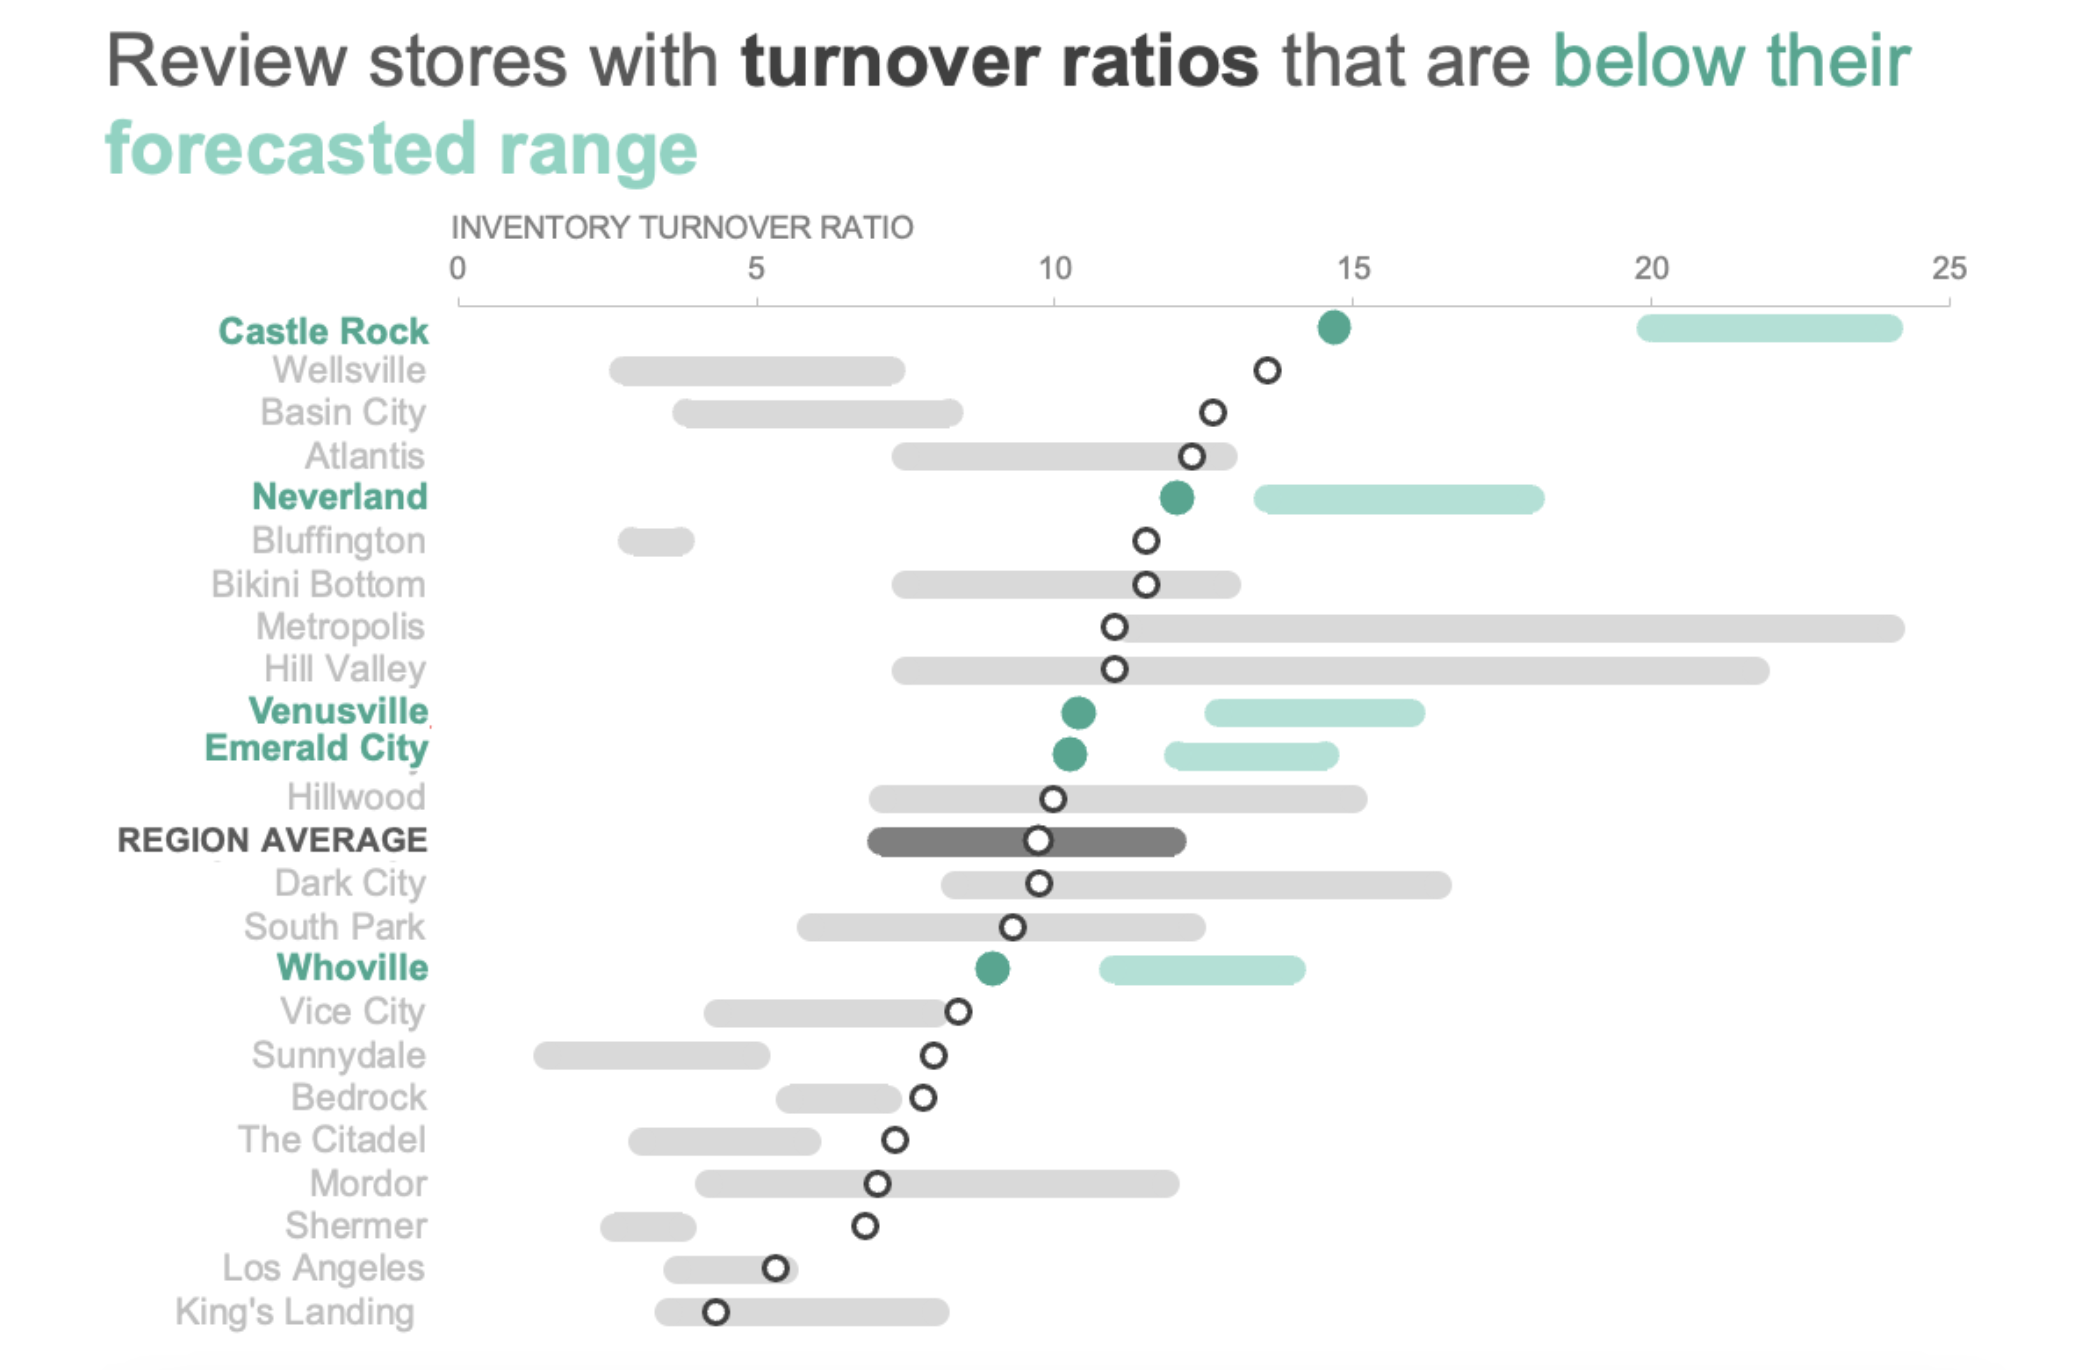 Review stores with turnover ratios that are below their
forecasted range
INVENTORY TURNOVER RATIO
0 5 10 15 20 25
Castle Rock
Wellsville
Basin City
Atlantis
Neverland
Bluffington
Bikini Bottom
Metropolis
Hill Valley
Venusville
Emerald City
Hillwood
REGION AVERAGE
Dark City
South Park
Whoville
Vice City
Sunnydale
Bedrock
The Citadel
Mordor
Shermer
Los Angeles
King's Landing